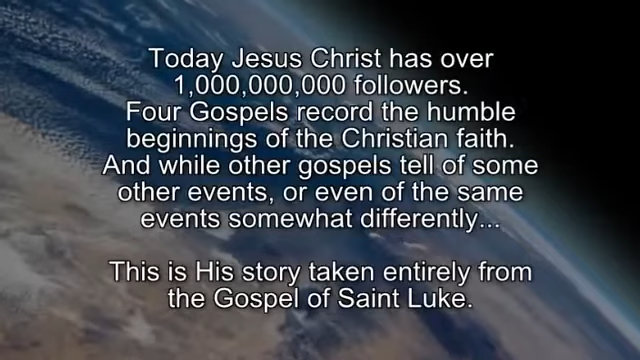 Today Jesus Christ has over
1,000,000,000 followers.
Four Gospels record the humble
beginnings of the Christian faith.
And while other gospels tell of some
other events, or even of the same
events somewhat differently...
This is His story taken entirely from
the Gospel of Saint Luke.